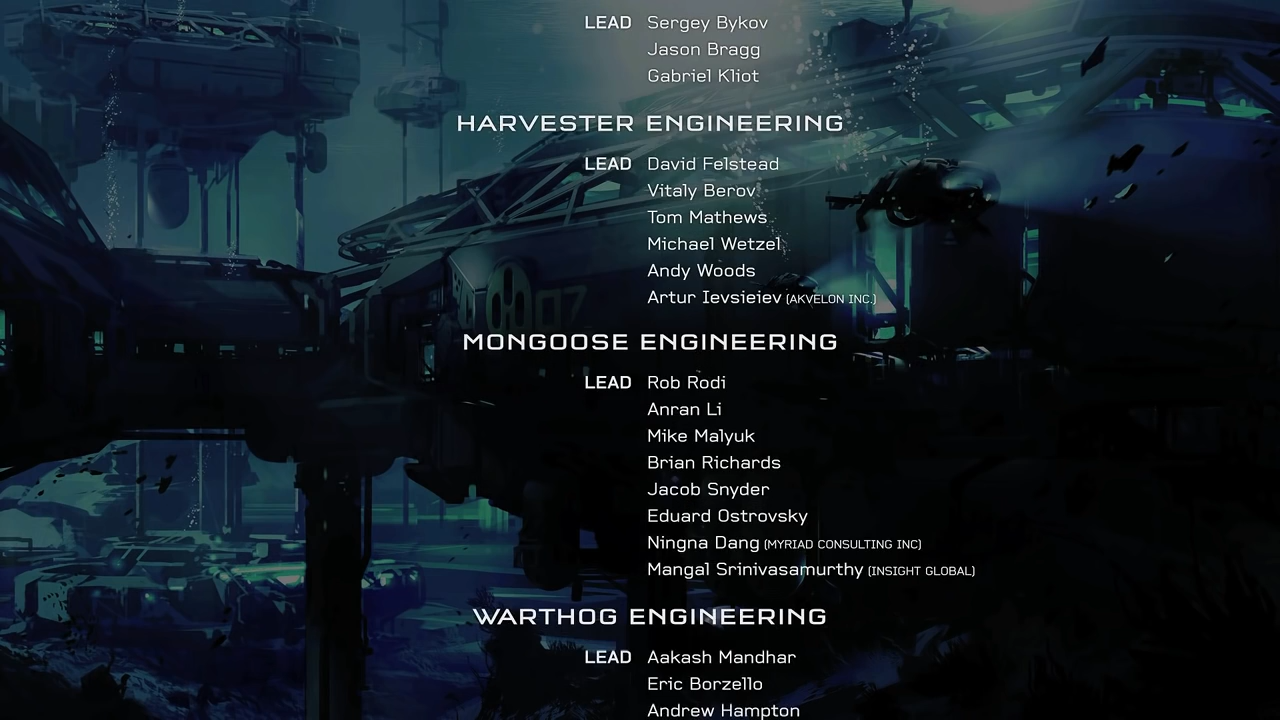 LEAD Sergey Bykov
Jason Bragg
Gabriel Kliot
HARVESTER ENGINEERING
LEAD David Felstead
Vitaly Berov
Tom Mathews
Michael Wetzel
Andy Woods
Artur Ievsieiev (AKVELON INC.)
MONGOOSE ENGINEERING
LEAD Rob Rodi
Anran Li
Mike Malyuk
Brian Richards
Jacob Snyder
Eduard Ostrovsky
Ningna Dang (MYRIAD CONSULTING INC)
Mangal Srinivasamurthy (INSIGHT GLOBAL)
WARTHOG ENGINEERING
LEAD Aakash Mandhar
Eric Borzello
Andrew Hampton